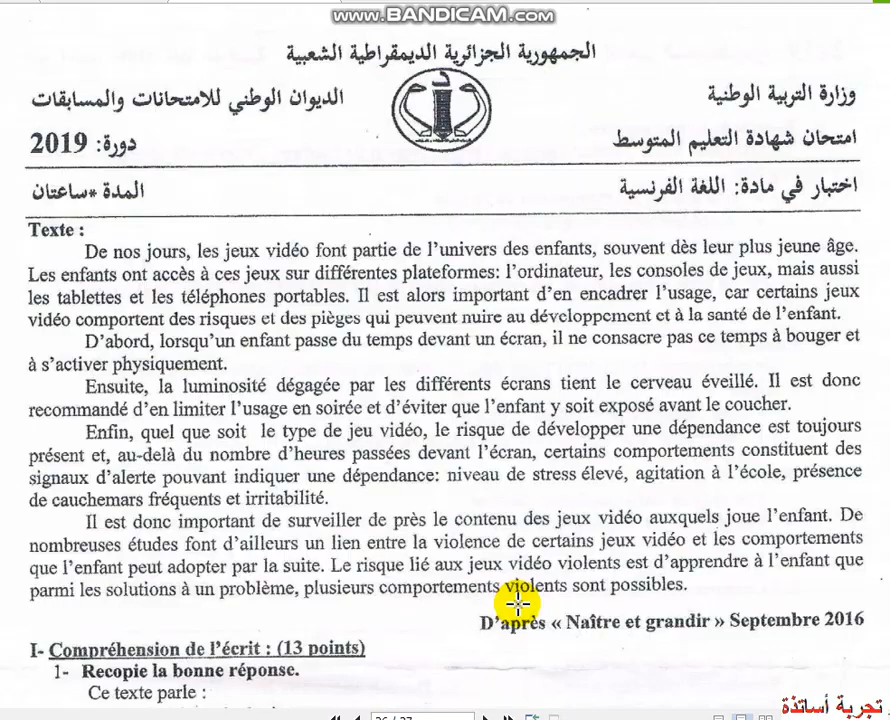 WWW.BANDICAM.COM
الجمهورية الجزائرية الديمقراطية الشعبية
وزارة التربية الوطنية
الديوان الوطني للامتحانات والمسابقات
امتحان شهادة التعليم المتوسط
دورة: 2019
اختبار في مادة: اللغة الفرنسية
المدة *ساعتان
Texte :
De nos jours, les jeux vidéo font partie de l'univers des enfants, souvent dès leur plus jeune âge.
Les enfants ont accès à ces jeux sur différentes plateformes: l'ordinateur, les consoles de jeux, mais aussi
les tablettes et les téléphones portables. Il est alors important d'en encadrer l'usage, car certains jeux
vidéo comportent des risques et des pièges qui peuvent nuire au développement et à la santé de l'enfant.
D'abord, lorsqu'un enfant passe du temps devant un écran, il ne consacre pas ce temps à bouger et
à s'activer physiquement.
Ensuite, la luminosité dégagée par les différents écrans tient le cerveau éveillé. Il est donc
recommandé d'en limiter l'usage en soirée et d'éviter que l'enfant y soit exposé avant le coucher.
Enfin, quel que soit le type de jeu vidéo, le risque de développer une dépendance est toujours
présent et, au-delà du nombre d'heures passées devant l'écran, certains comportements constituent des
signaux d'alerte pouvant indiquer une dépendance: niveau de stress élevé, agitation à l'école, présence
de cauchemars fréquents et irritabilité.
Il est donc important de surveiller de près le contenu des jeux vidéo auxquels joue l'enfant. De
nombreuses études font d'ailleurs un lien entre la violence de certains jeux vidéo et les comportements
que l'enfant peut adopter par la suite. Le risque lié aux jeux vidéo violents est d'apprendre à l'enfant que
parmi les solutions à un problème, plusieurs comportements violents sont possibles.
D'après « Naître et grandir » Septembre 2016
I- Compréhension de l'écrit : (13 points)
1- Recopie la bonne réponse.
Ce texte parle :
تجربة أساتذة
26 / 27